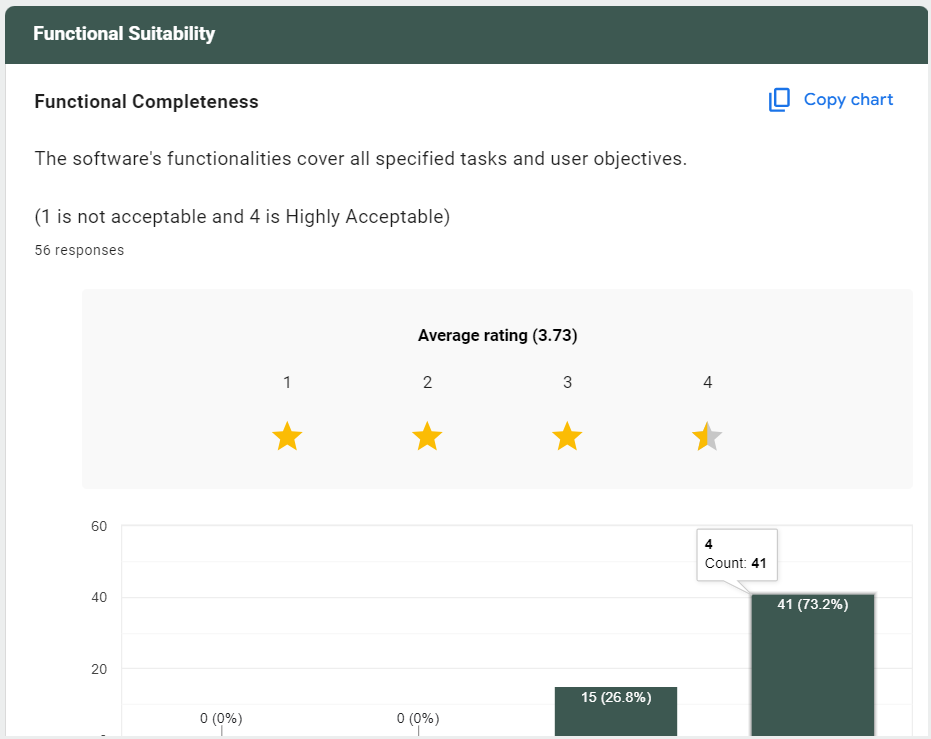 Functional Suitability
Functional Completeness
Copy chart
The software's functionalities cover all specified tasks and user objectives.
(1 is not acceptable and 4 is Highly Acceptable)
56 responses
Average rating (3.73)
1 2 3 4
60
4
Count: 41
40
41 (73.2%)
20
15 (26.8%)
0 (0%) 0 (0%)